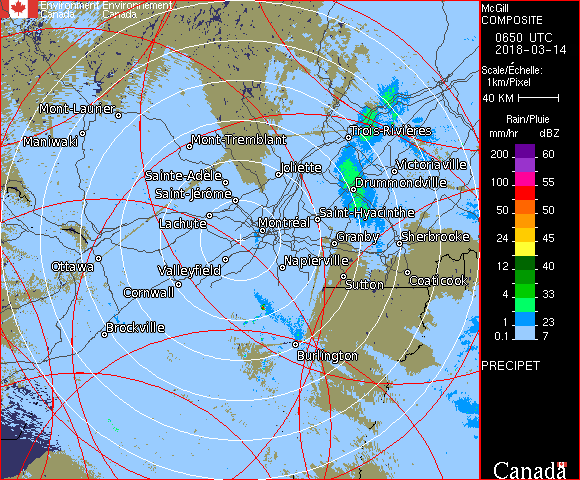 Environment Environnement
Canada Canada
McGill
COMPOSITE
0650 UTC
2018-03-14
Scale/Échelle:
1km/Pixel
40 KM
Rain/Pluie
mm/hr dBZ
200 60
100 55
50 50
24 45
12 40
4 33
1 23
0.1 7
PRECIPET
Canada
Mont-Laurier
Maniwaki
Mont-Tremblant
Trois-Rivières
Joliette
Victoriaville
Sainte-Adèle
Drummondville
Saint-Jérôme
Saint-Hyacinthe
Lachute
Montréal
Granby
Sherbrooke
Ottawa
Valleyfield
Napierville
Sutton
Coaticook
Cornwall
Brockville
Burlington